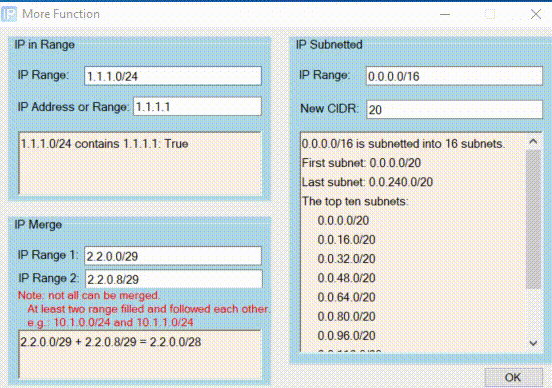 More Function
IP in Range
IP Range: 1.1.1.0/24
IP Address or Range: 1.1.1.1
1.1.1.0/24 contains 1.1.1.1: True
IP Merge
IP Range 1: 2.2.0.0/29
IP Range 2: 2.2.0.8/29
Note: not all can be merged.
At least two range filled and followed each other.
e.g.: 10.1.0.0/24 and 10.1.1.0/24
2.2.0.0/29 + 2.2.0.8/29 = 2.2.0.0/28
IP Subnetted
IP Range: 0.0.0.0/16
New CIDR: 20
0.0.0.0/16 is subnetted into 16 subnets.
First subnet: 0.0.0.0/20
Last subnet: 0.0.240.0/20
The top ten subnets:
0.0.0.0/20
0.0.16.0/20
0.0.32.0/20
0.0.48.0/20
0.0.64.0/20
0.0.80.0/20
0.0.96.0/20
OK